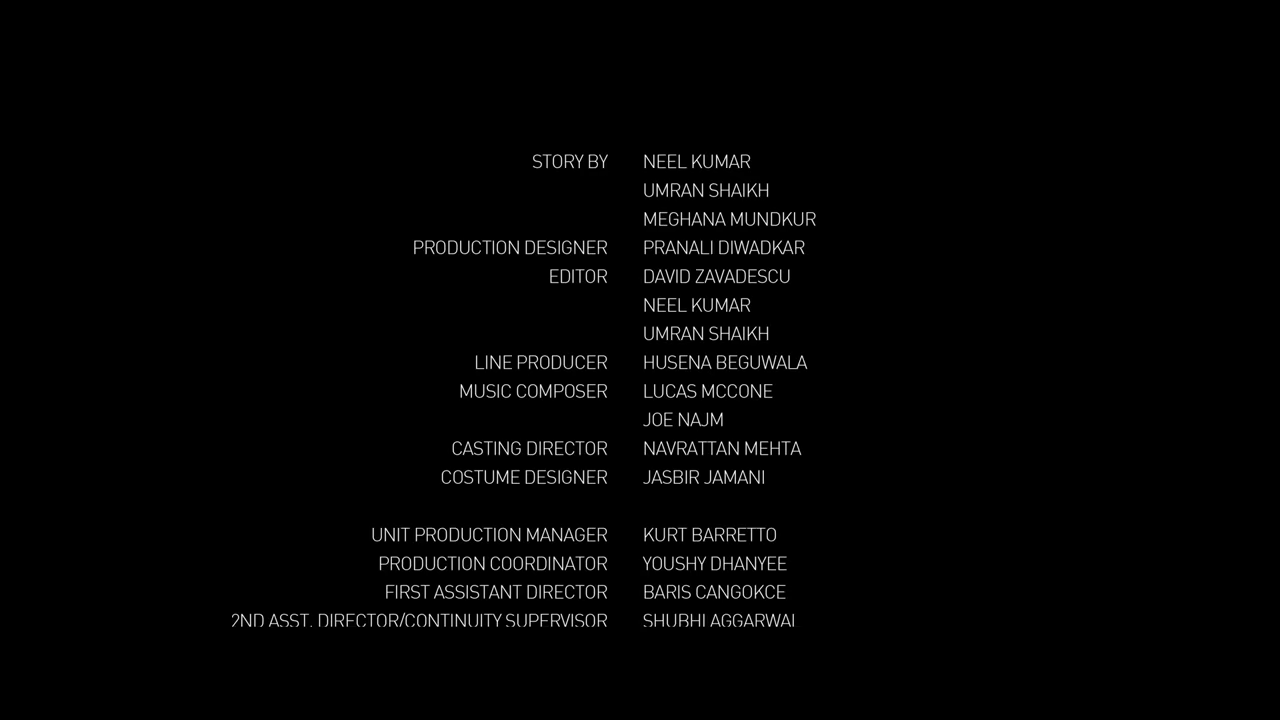 STORY BY NEEL KUMAR
UMRAN SHAIKH
MEGHANA MUNDKUR
PRODUCTION DESIGNER PRANALI DIWADKAR
EDITOR DAVID ZAVADESCU
NEEL KUMAR
UMRAN SHAIKH
LINE PRODUCER HUSENA BEGUWALA
MUSIC COMPOSER LUCAS MCCONE
JOE NAJM
CASTING DIRECTOR NAVRATTAN MEHTA
COSTUME DESIGNER JASBIR JAMANI
UNIT PRODUCTION MANAGER KURT BARRETTO
PRODUCTION COORDINATOR YOUSHY DHANYEE
FIRST ASSISTANT DIRECTOR BARIS CANGOKCE
2ND ASST. DIRECTOR/CONTINUITY SUPERVISOR SHUBHI AGGARWAL